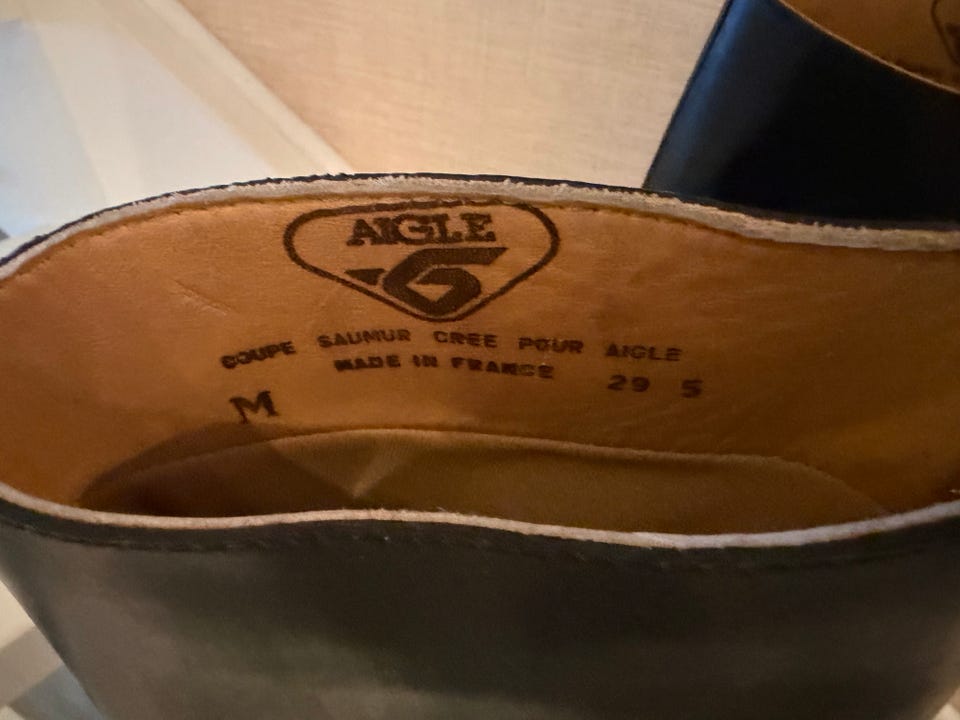 AIGLE
COUPE SAUMUR CREE POUR AIGLE
MADE IN FRANCE 29 5
M